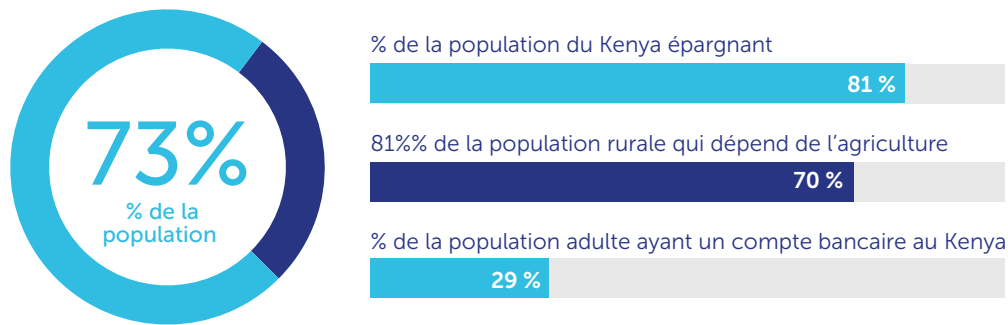 73%
% de la
population
% de la population du Kenya épargnant
81 %
81%% de la population rurale qui dépend de l’agriculture
70 %
% de la population adulte ayant un compte bancaire au Kenya
29 %